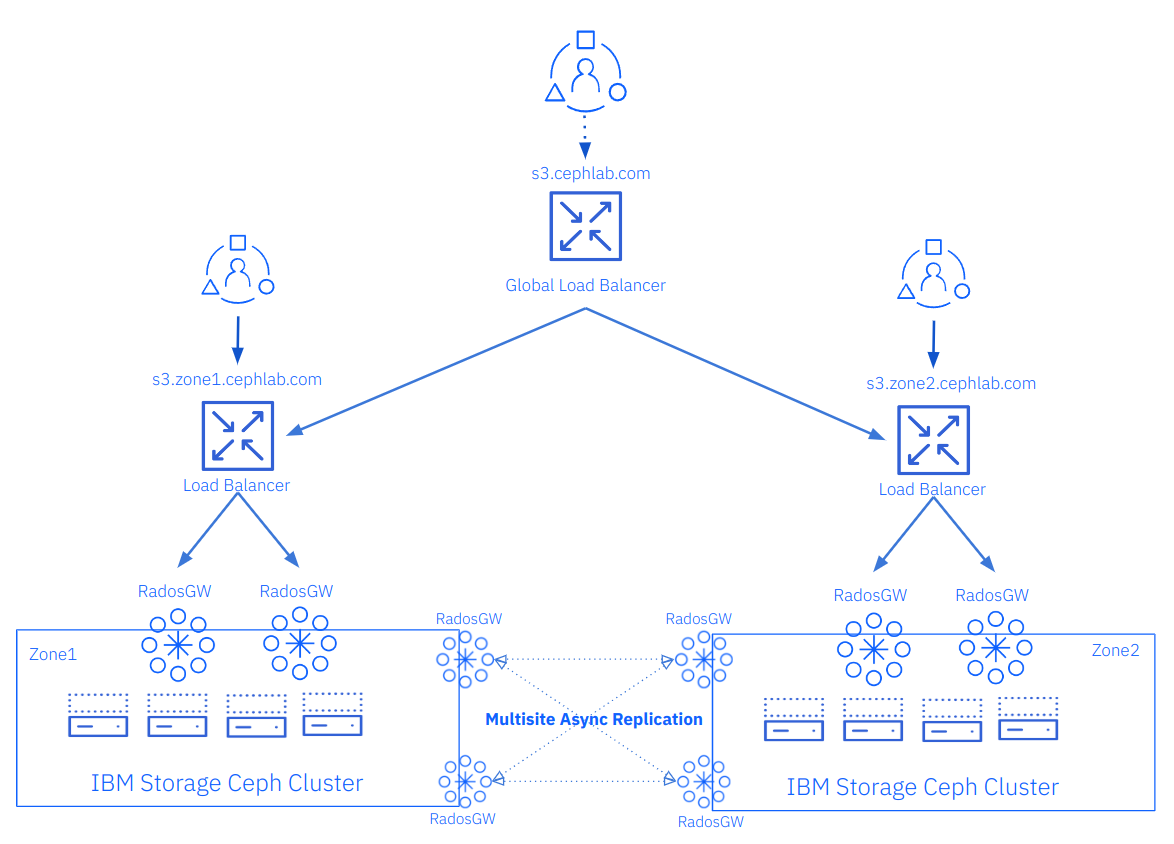 s3.cephlab.com
Global Load Balancer
s3.zone1.cephlab.com
s3.zone2.cephlab.com
Load Balancer
Load Balancer
RadosGW
RadosGW
RadosGW
RadosGW
RadosGW
RadosGW
Zone1
Zone2
Multisite Async Replication
IBM Storage Ceph Cluster
IBM Storage Ceph Cluster
RadosGW
RadosGW